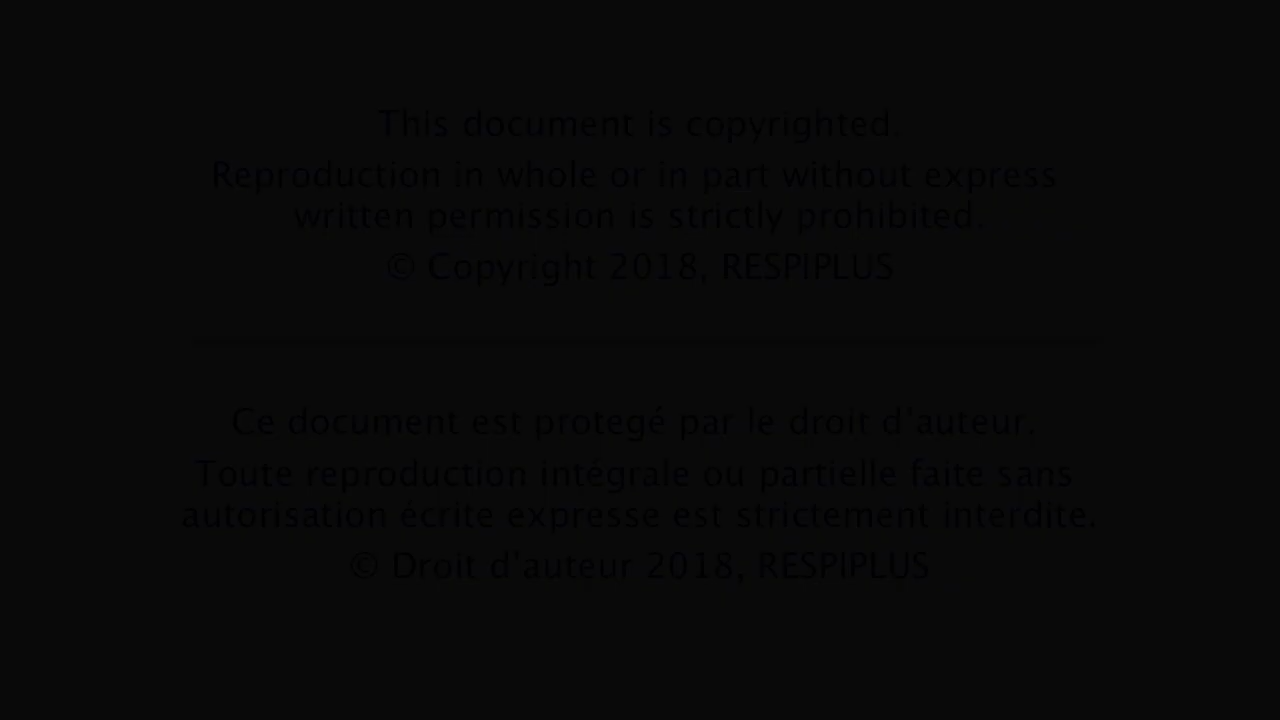 This document is copyrighted.
Reproduction in whole or in part without express
written permission is strictly prohibited.
© Copyright 2018, RESPIPLUS
Ce document est protégé par le droit d'auteur.
Toute reproduction intégrale ou partielle faite sans
autorisation écrite expresse est strictement interdite.
© Droit d'auteur 2018, RESPIPLUS